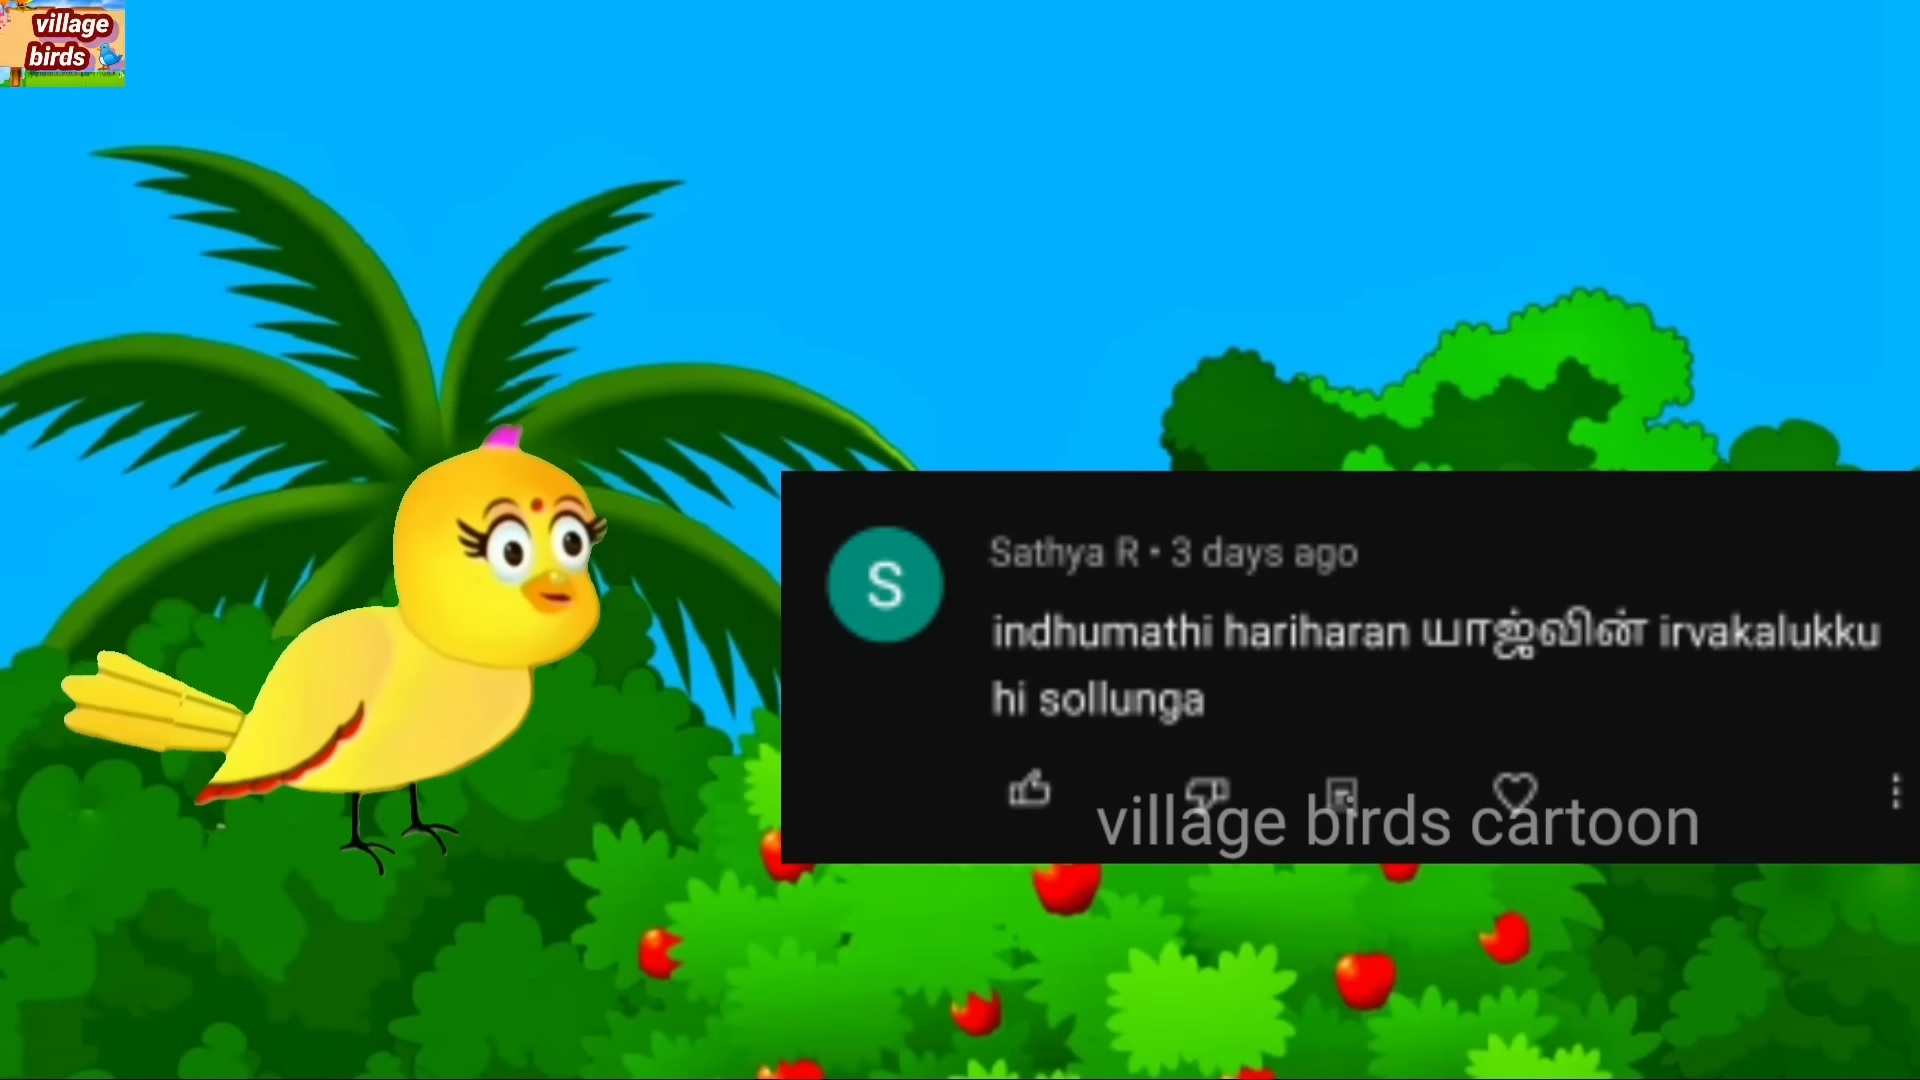 village
birds
Sathya R • 3 days ago
indhumathi hariharan யாஜ்வின் irvakalukku
hi sollunga
village birds cartoon